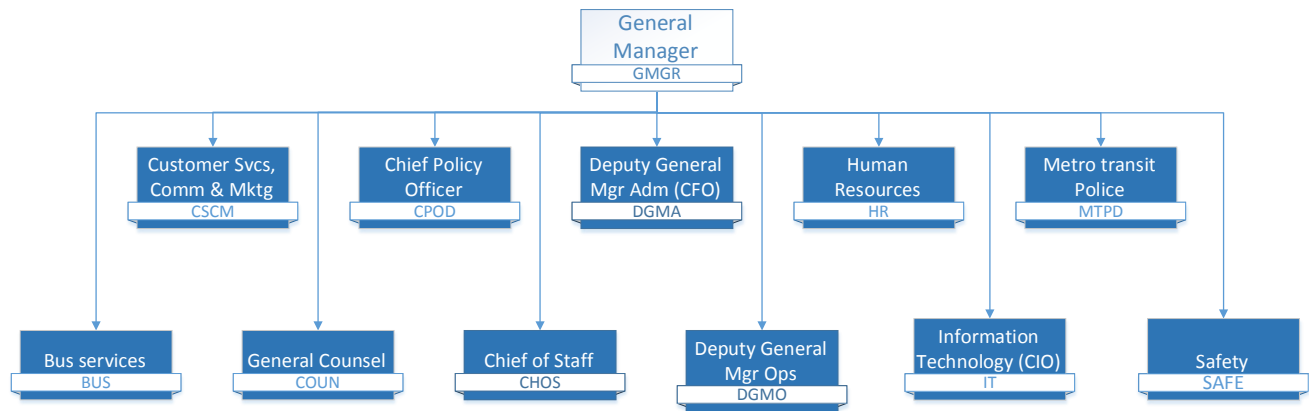 General
Manager
GMGR
Customer Svcs,
Comm & Mktg
CSCM
Chief Policy
Officer
CPOD
Deputy General
Mgr Adm (CFO)
DGMA
Human
Resources
HR
Metro transit
Police
MTPD
Bus services
BUS
General Counsel
COUN
Chief of Staff
CHOS
Deputy General
Mgr Ops
DGMO
Information
Technology (CIO)
IT
Safety
SAFE